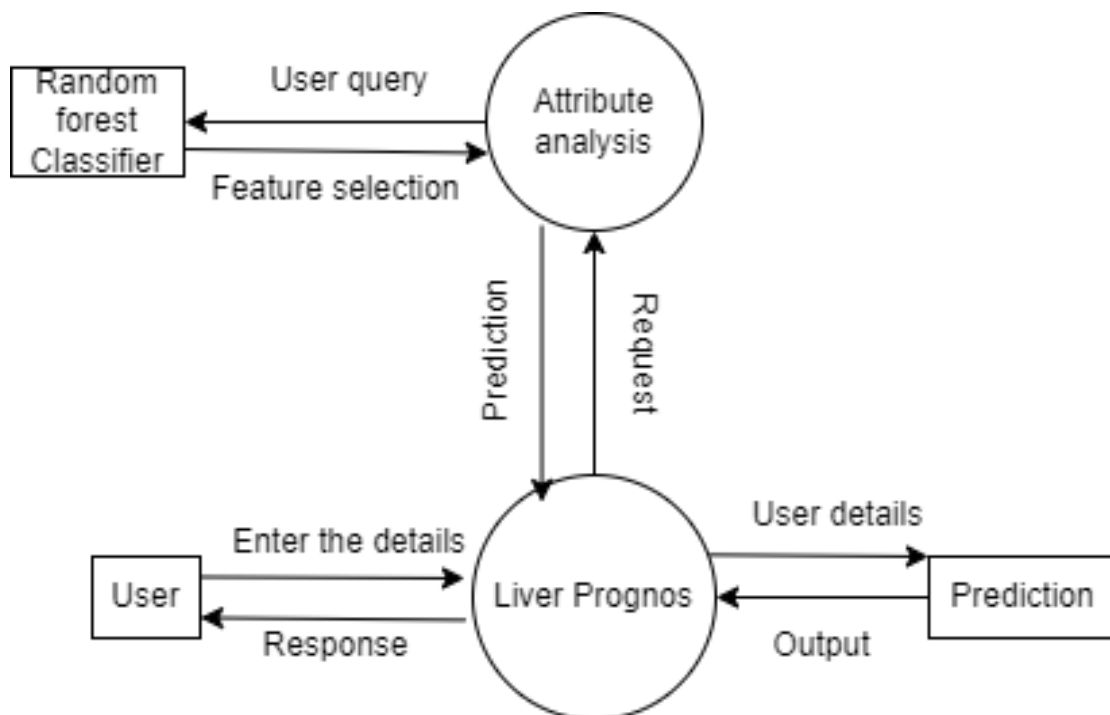 Random
forest
Classifier
User query
Feature selection
Attribute
analysis
Prediction
Request
User
Enter the details
Response
Liver Prognos
User details
Output
Prediction